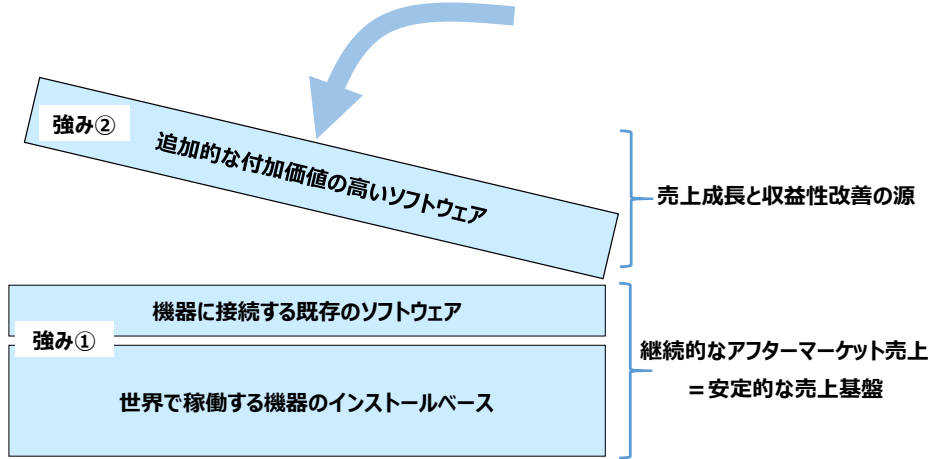 強み②
追加的な付加価値の高いソフトウェア
売上成長と収益性改善の源
機器に接続する既存のソフトウェア
強み①
世界で稼働する機器のインストールベース
継続的なアフターマーケット売上
＝安定的な売上基盤